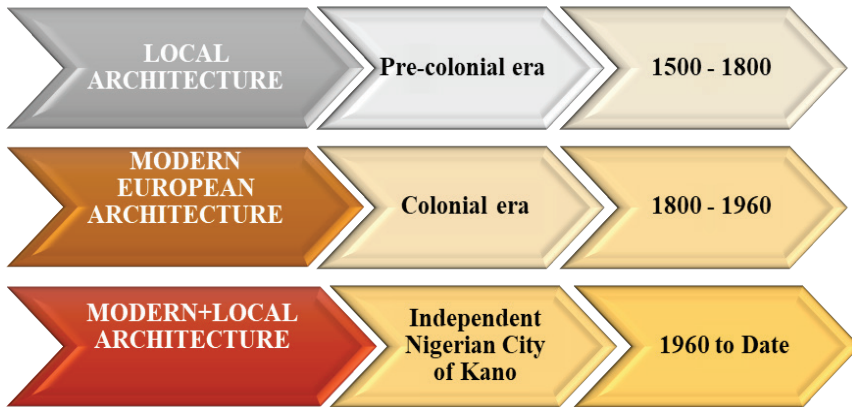 LOCAL
ARCHITECTURE
Pre-colonial era
1500 - 1800
MODERN
EUROPEAN
ARCHITECTURE
Colonial era
1800 - 1960
MODERN+LOCAL
ARCHITECTURE
Independent
Nigerian City
of Kano
1960 to Date